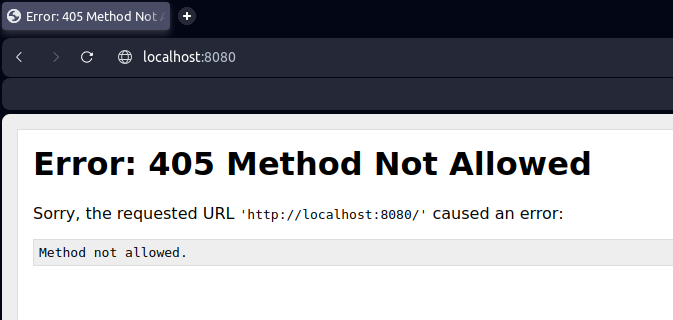 Error: 405 Method Not A
localhost:8080
Error: 405 Method Not Allowed
Sorry, the requested URL 'http://localhost:8080/' caused an error:
Method not allowed.